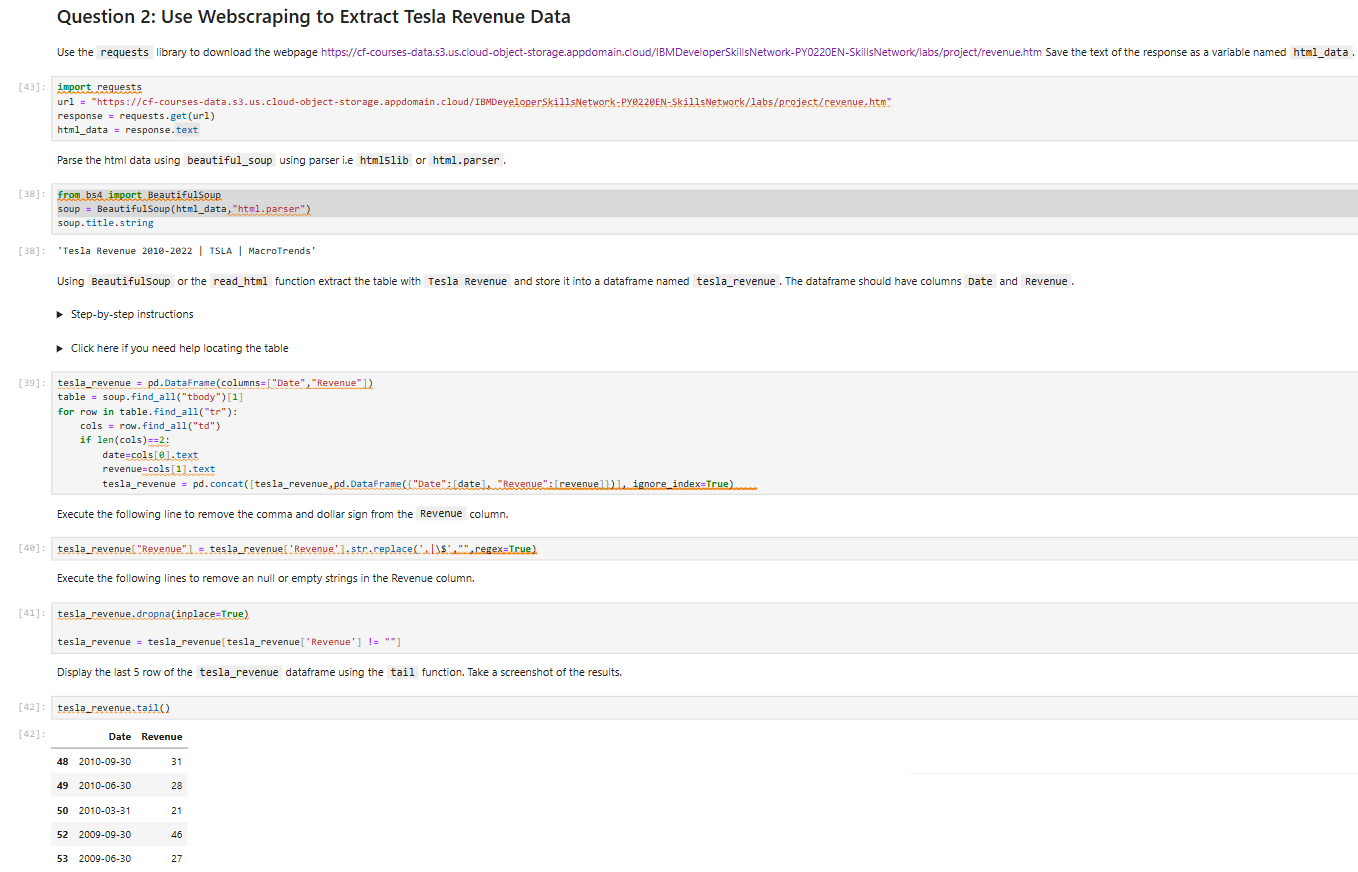 Question 2: Use Webscraping to Extract Tesla Revenue Data
Use the requests library to download the webpage https://cf-courses-data.s3.us.cloud-object-storage.appdomain.cloud/IBMDeveloperSkillsNetwork-PY0220EN-SkillsNetwork/labs/project/revenue.htm Save the text of the response as a variable named html_data.
[43]: import requests
url = "https://cf-courses-data.s3.us.cloud-object-storage.appdomain.cloud/IBMDeveloperSkillsNetwork-PY0220EN-SkillsNetwork/labs/project/revenue.htm"
response = requests.get(url)
html_data = response.text
Parse the html data using beautiful_soup using parser i.e html5lib or html.parser.
[38]: from bs4 import BeautifulSoup
soup = BeautifulSoup(html_data,"html.parser")
soup.title.string
[38]: 'Tesla Revenue 2010-2022 | TSLA | MacroTrends'
Using BeautifulSoup or the read_html function extract the table with Tesla Revenue and store it into a dataframe named tesla_revenue. The dataframe should have columns Date and Revenue.
▶ Step-by-step instructions
▶ Click here if you need help locating the table
[39]: tesla_revenue = pd.DataFrame(columns=["Date","Revenue"])
table = soup.find_all("tbody")[1]
for row in table.find_all("tr"):
    cols = row.find_all("td")
    if len(cols)==2:
        date=cols[0].text
        revenue=cols[1].text
        tesla_revenue = pd.concat([tesla_revenue,pd.DataFrame({"Date":[date], "Revenue":[revenue]})], ignore_index=True)
Execute the following line to remove the comma and dollar sign from the Revenue column.
[40]: tesla_revenue["Revenue"] = tesla_revenue['Revenue'].str.replace(',|\$',"",regex=True)
Execute the following lines to remove an null or empty strings in the Revenue column.
[41]: tesla_revenue.dropna(inplace=True)
tesla_revenue = tesla_revenue[tesla_revenue['Revenue'] != ""]
Display the last 5 row of the tesla_revenue dataframe using the tail function. Take a screenshot of the results.
[42]: tesla_revenue.tail()
[42]: Date Revenue
48 2010-09-30 31
49 2010-06-30 28
50 2010-03-31 21
52 2009-09-30 46
53 2009-06-30 27